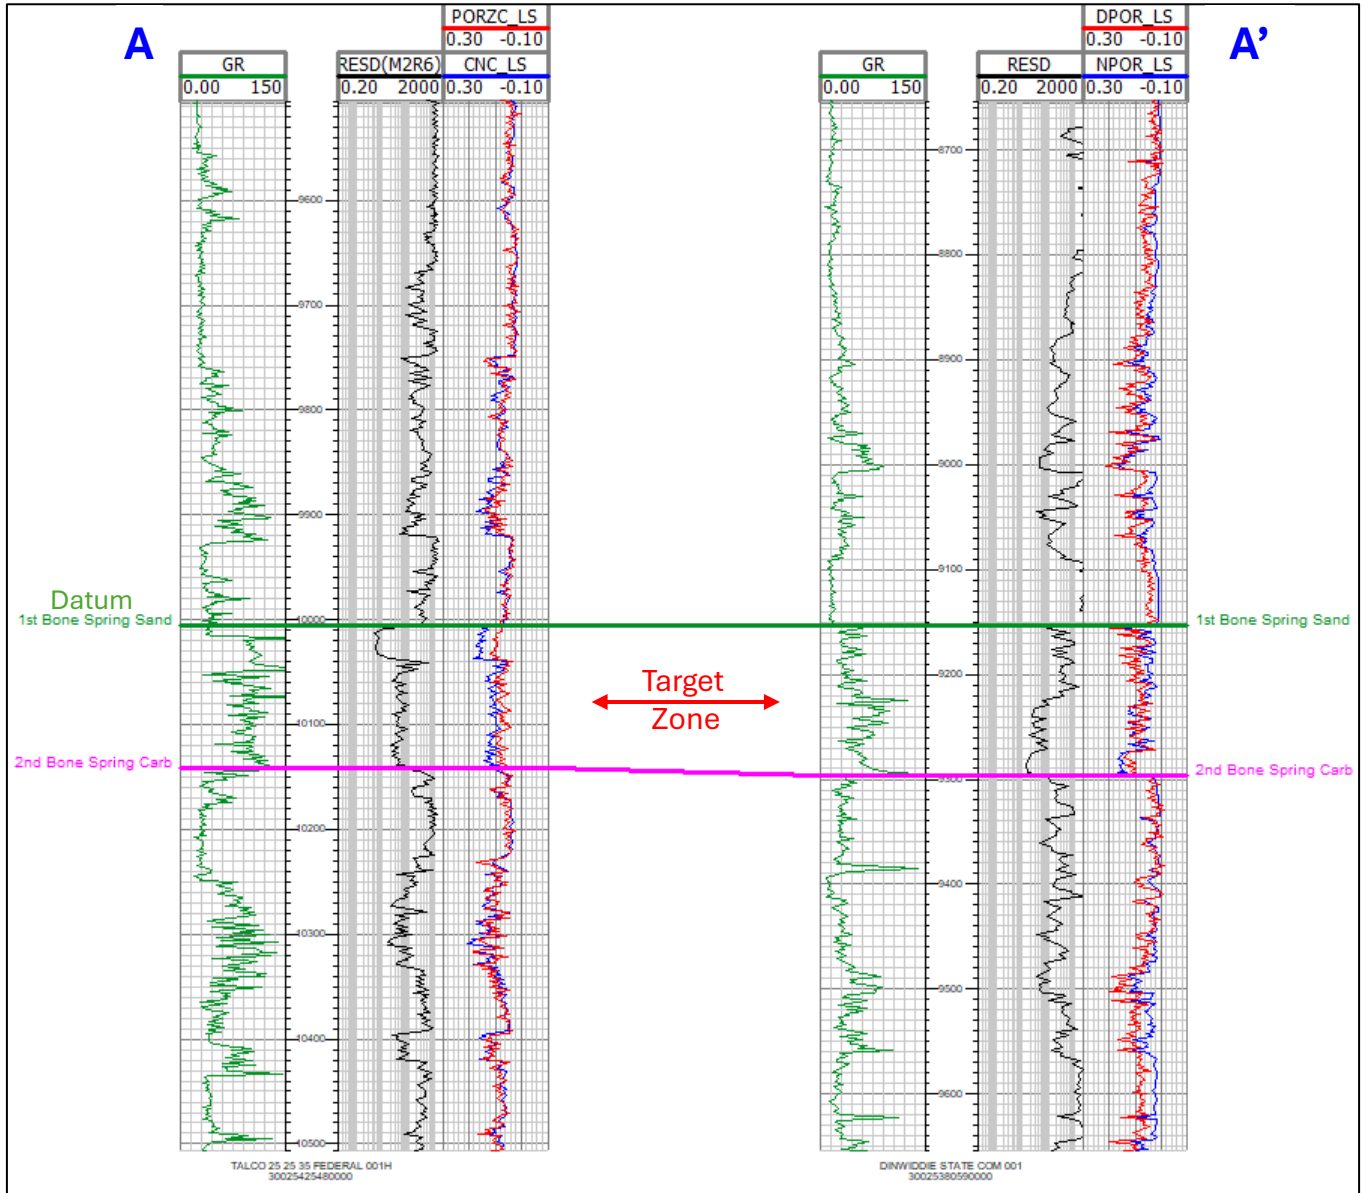 A
PORZC_LS
0.30 -0.10
GR
RESD(M2R6)
CNC_LS
0.00 150
0.20 2000
0.30 -0.10
DPOR_LS
0.30 -0.10
A’
GR
RESD
NPOR_LS
0.00 150
0.20 2000
0.30 -0.10
9600
9700
9800
9900
10000
10100
10200
10300
10400
10500
8700
8800
8900
9000
9100
9200
9300
9400
9500
9600
Datum
1st Bone Spring Sand
1st Bone Spring Sand
Target
Zone
2nd Bone Spring Carb
2nd Bone Spring Carb
TALCO 25 25 35 FEDERAL 001H
30025425480000
DINWIDDIE STATE COM 001
30025380590000